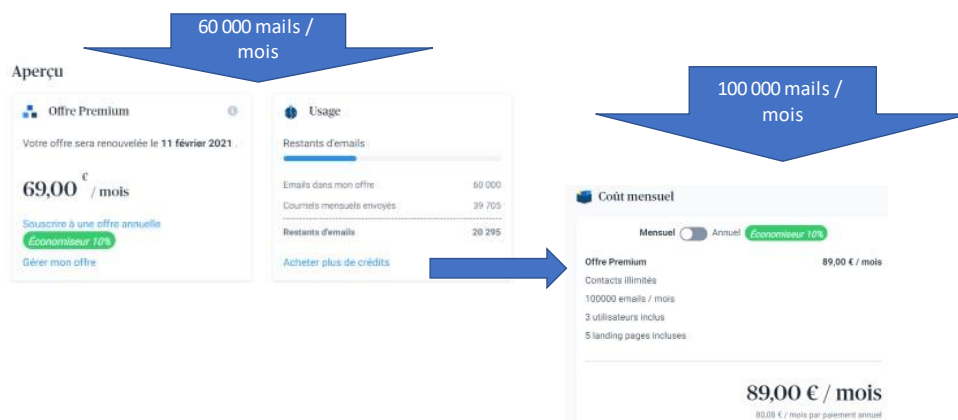 60 000 mails /
mois
Aperçu
Offre Premium
Votre offre sera renouvelée le 11 février 2021 .
69,00 € / mois
Souscrire à une offre annuelle
Économiseur 10%
Gérer mon offre
Usage
Restants d'emails
Emails dans mon offre 60 000
Courriels mensuels envoyés 39 705
Restants d'emails 20 295
Acheter plus de crédits
100 000 mails /
mois
Coût mensuel
Mensuel Annuel Économiseur 10%
Offre Premium 89,00 € / mois
Contacts illimités
100000 emails / mois
3 utilisateurs inclus
5 landing pages incluses
89,00 € / mois
80,08 € / mois par paiement annuel